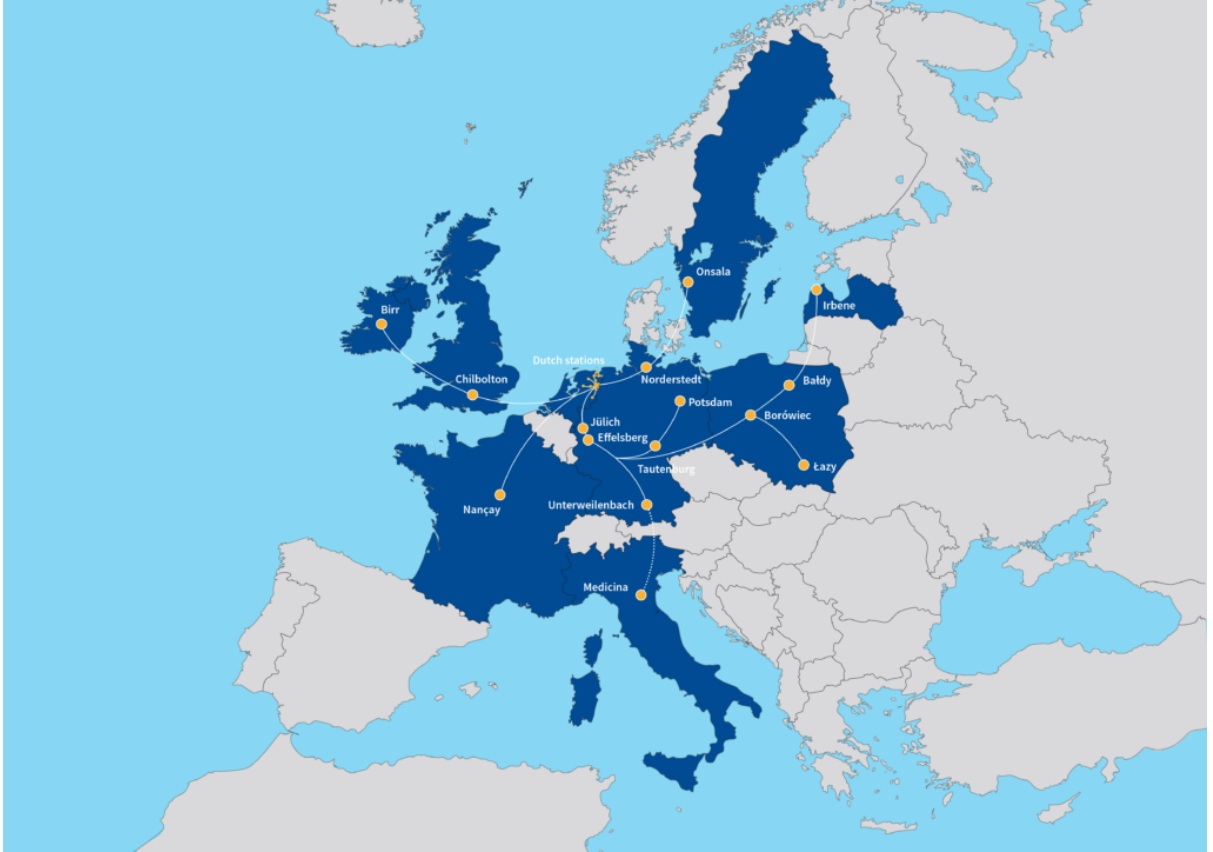 Onsala
Irbene
Birr
Dutch stations
Chilbolton
Norderstedt
Bałdy
Potsdam
Borówiec
Jülich
Effelsberg
Tautenburg
Łazy
Nançay
Unterweilenbach
Medicina